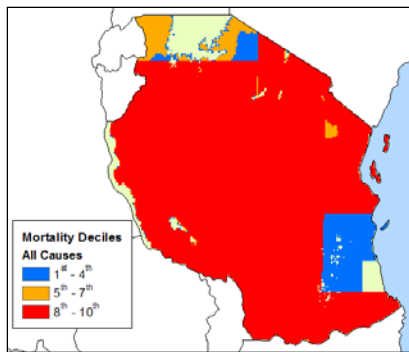 Mortality Deciles
All Causes
1st - 4th
5th - 7th
8th - 10th